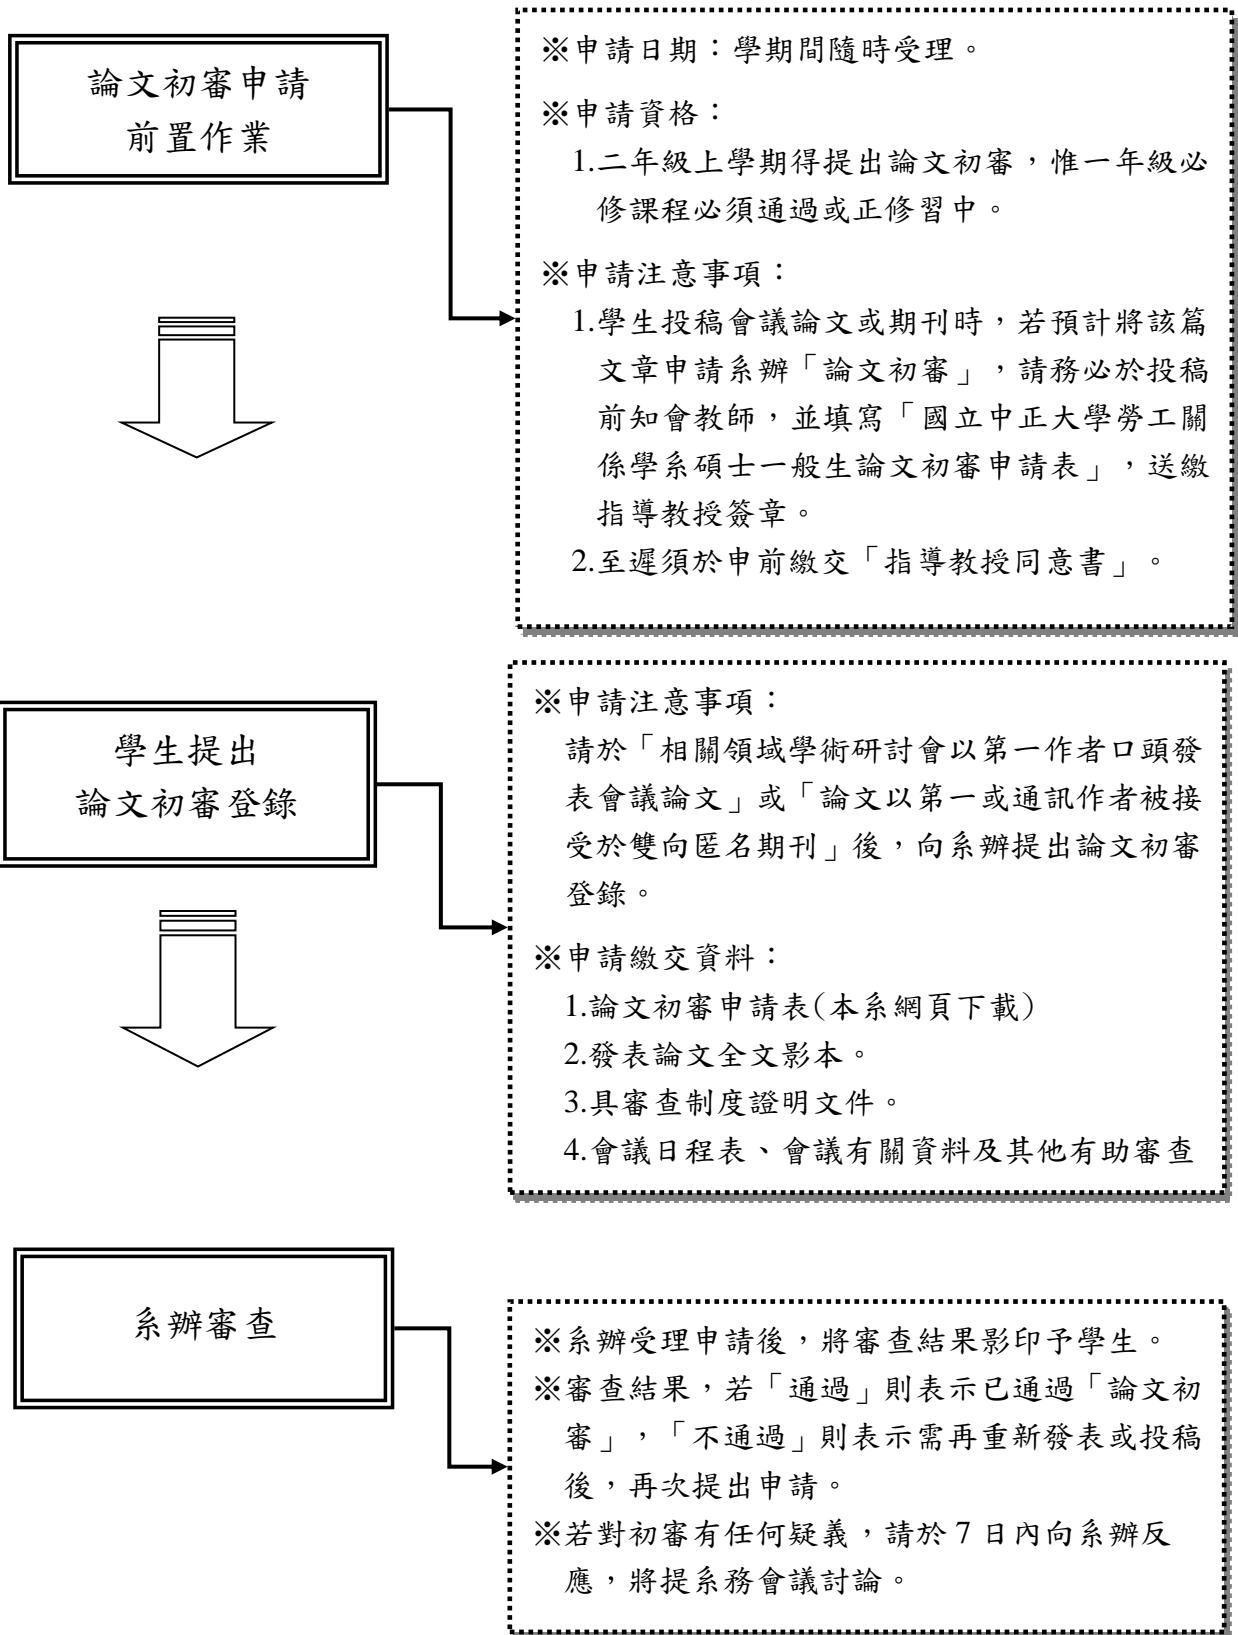 論文初審申請
前置作業
※申請日期：學期間隨時受理。
※申請資格：
1.二年級上學期得提出論文初審，惟一年級必
修課程必須通過或正修習中。
※申請注意事項：
1.學生投稿會議論文或期刊時，若預計將該篇
文章申請系辦「論文初審」，請務必於投稿
前知會教師，並填寫「國立中正大學勞工關
係學系碩士一般生論文初審申請表」，送繳
指導教授簽章。
2.至遲須於申前繳交「指導教授同意書」。
學生提出
論文初審登錄
※申請注意事項：
請於「相關領域學術研討會以第一作者口頭發
表會議論文」或「論文以第一或通訊作者被接
受於雙向匿名期刊」後，向系辦提出論文初審
登錄。
※申請繳交資料：
1.論文初審申請表(本系網頁下載)
2.發表論文全文影本。
3.具審查制度證明文件。
4.會議日程表、會議有關資料及其他有助審查
系辦審查
※系辦受理申請後，將審查結果影印予學生。
※審查結果，若「通過」則表示已通過「論文初
審」，「不通過」則表示需再重新發表或投稿
後，再次提出申請。
※若對初審有任何疑義，請於 7 日內向系辦反
應，將提系務會議討論。